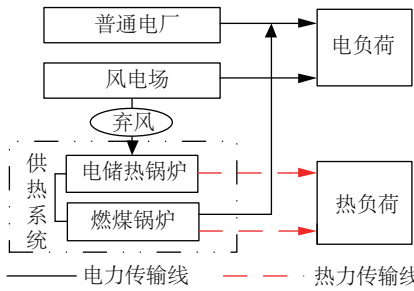 普通电厂
电负荷
风电场
弃风
供热系统
电储热锅炉
热负荷
燃煤锅炉
电力传输线
热力传输线